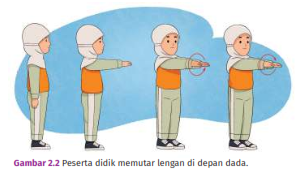 Gambar 2.2 Peserta didik memutar lengan di depan dada.